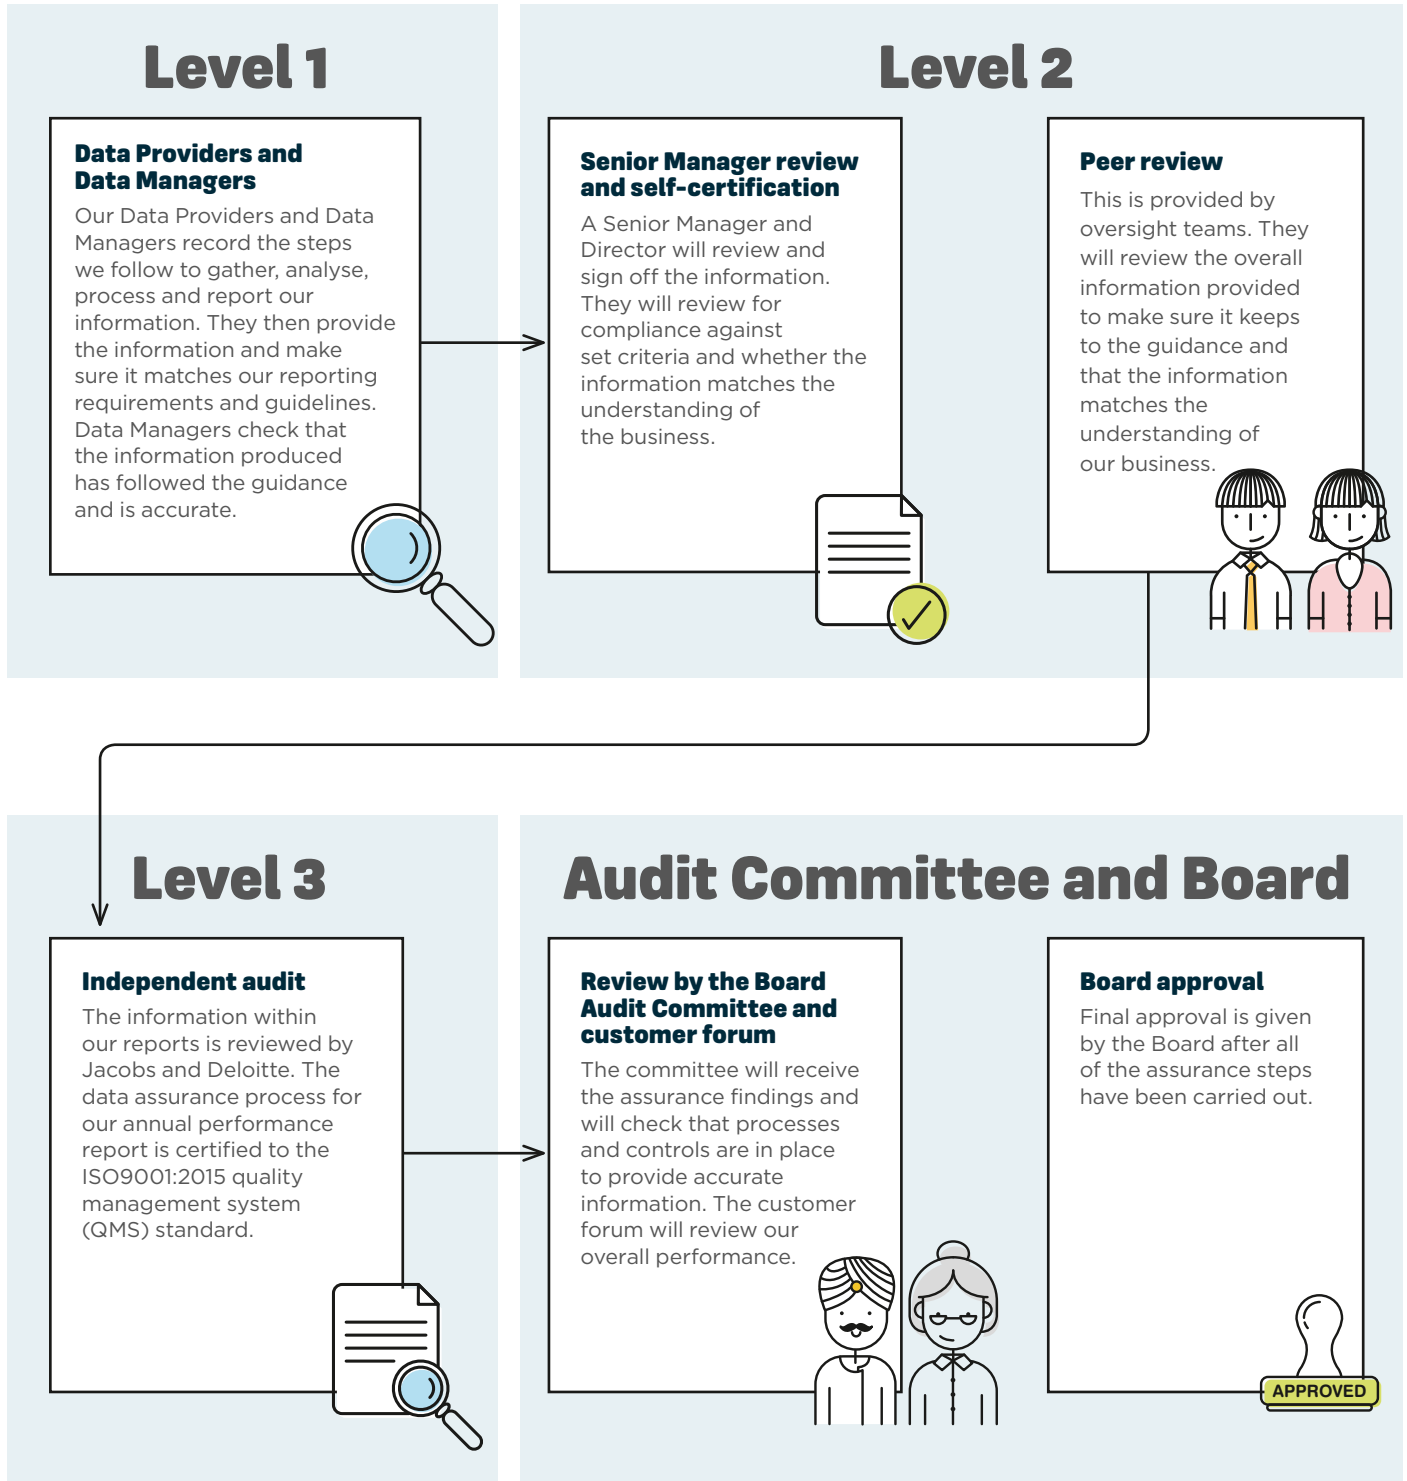 Level 1
Data Providers and
Data Managers
Our Data Providers and Data
Managers record the steps
we follow to gather, analyse,
process and report our
information. They then provide
the information and make
sure it matches our reporting
requirements and guidelines.
Data Managers check that
the information produced
has followed the guidance
and is accurate.
Level 2
Senior Manager review
and self-certification
A Senior Manager and
Director will review and
sign off the information.
They will review for
compliance against
set criteria and whether the
information matches the
understanding of
the business.
Peer review
This is provided by
oversight teams. They
will review the overall
information provided
to make sure it keeps
to the guidance and
that the information
matches the
understanding of
our business.
Level 3
Independent audit
The information within
our reports is reviewed by
Jacobs and Deloitte. The
data assurance process for
our annual performance
report is certified to the
ISO9001:2015 quality
management system
(QMS) standard.
Audit Committee and Board
Review by the Board
Audit Committee and
customer forum
The committee will receive
the assurance findings and
will check that processes
and controls are in place
to provide accurate
information. The customer
forum will review our
overall performance.
Board approval
Final approval is given
by the Board after all
of the assurance steps
have been carried out.
APPROVED